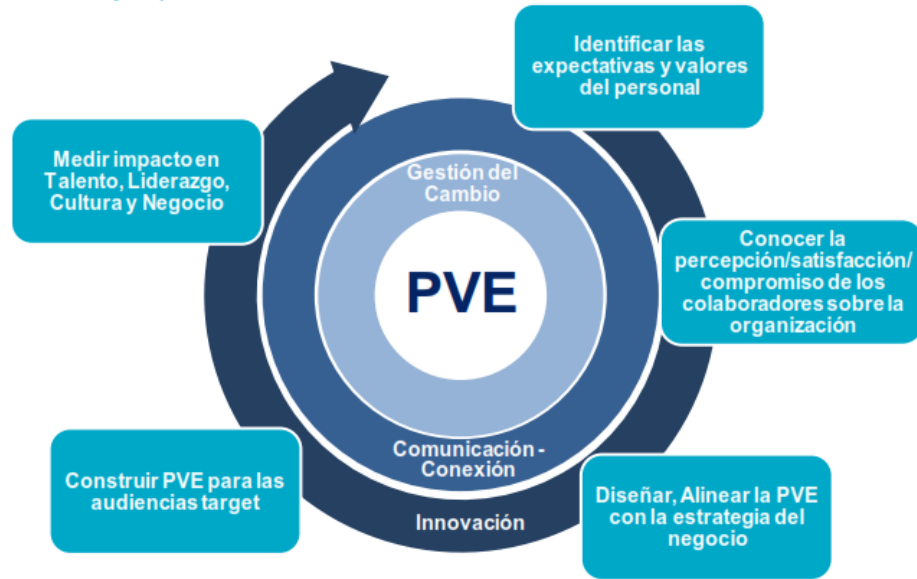 Identificar las
expectativas y valores
del personal
Medir impacto en
Talento, Liderazgo,
Cultura y Negocio
Gestión del
Cambio
PVE
Conocer la
percepción/satisfacción/
compromiso de los
colaboradores sobre la
organización
Comunicación -
Conexión
Construir PVE para las
audiencias target
Diseñar, Alinear la PVE
con la estrategia del
negocio
Innovación